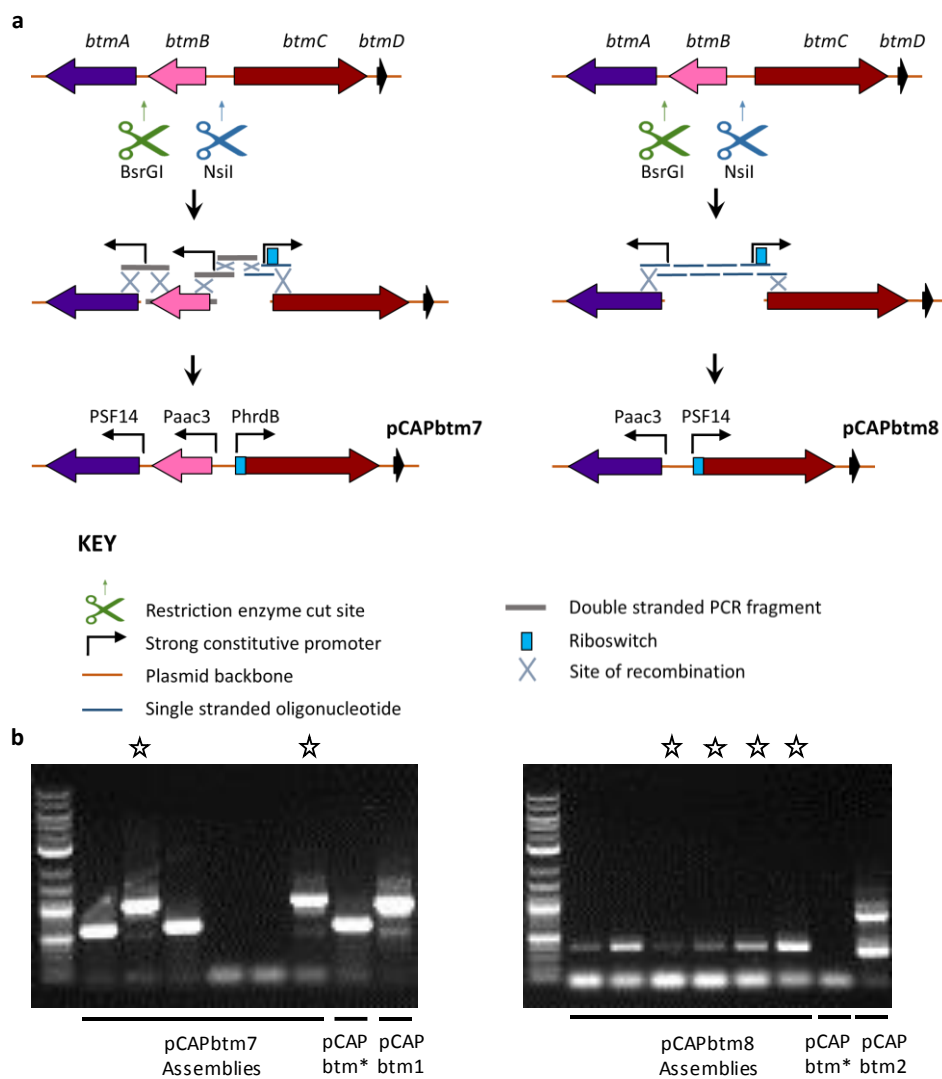 a
btmA btmB btmC btmD btmA btmB btmC btmD
BsrGI NsiI BsrGI NsiI
PSF14 Paac3 PhrdB pCAPbtm7 Paac3 PSF14 pCAPbtm8
KEY
Restriction enzyme cut site
Strong constitutive promoter
Plasmid backbone
Single stranded oligonucleotide
Double stranded PCR fragment
Riboswitch
Site of recombination
b
pCAPbtm7
Assemblies
pCAP
btm*
pCAP
btm1
pCAPbtm8
Assemblies
pCAP
btm*
pCAP
btm2